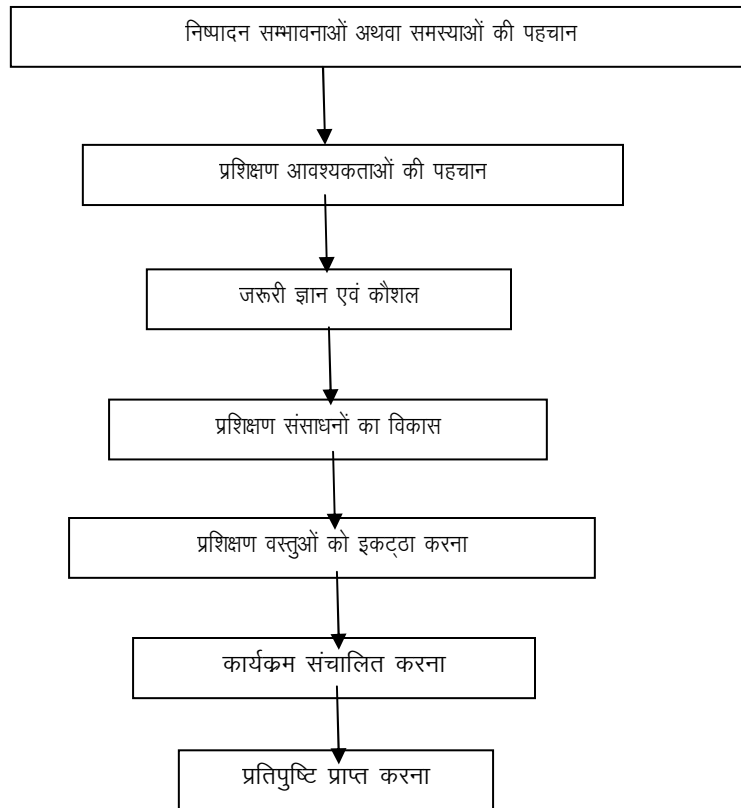 निष्पादन सम्भावनाओं अथवा समस्याओं की पहचान
प्रशिक्षण आवश्यकताओं की पहचान
जरूरी ज्ञान एवं कौशल
प्रशिक्षण संसाधनों का विकास
प्रशिक्षण वस्तुओं को इकट्ठा करना
कार्यक्रम संचालित करना
प्रतिपुष्टि प्राप्त करना